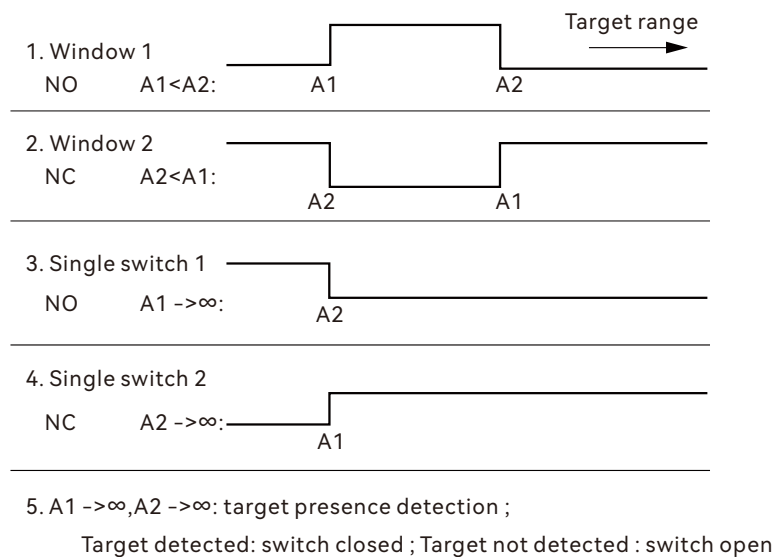 Target range
1. Window 1
NO A1<A2: A1 A2
2. Window 2
NC A2<A1:
A2 A1
3. Single switch 1
NO A1 ->∞:
A2
4. Single switch 2
NC A2 ->∞:
A1
5. A1 ->∞,A2 ->∞: target presence detection ;
Target detected: switch closed ; Target not detected : switch open